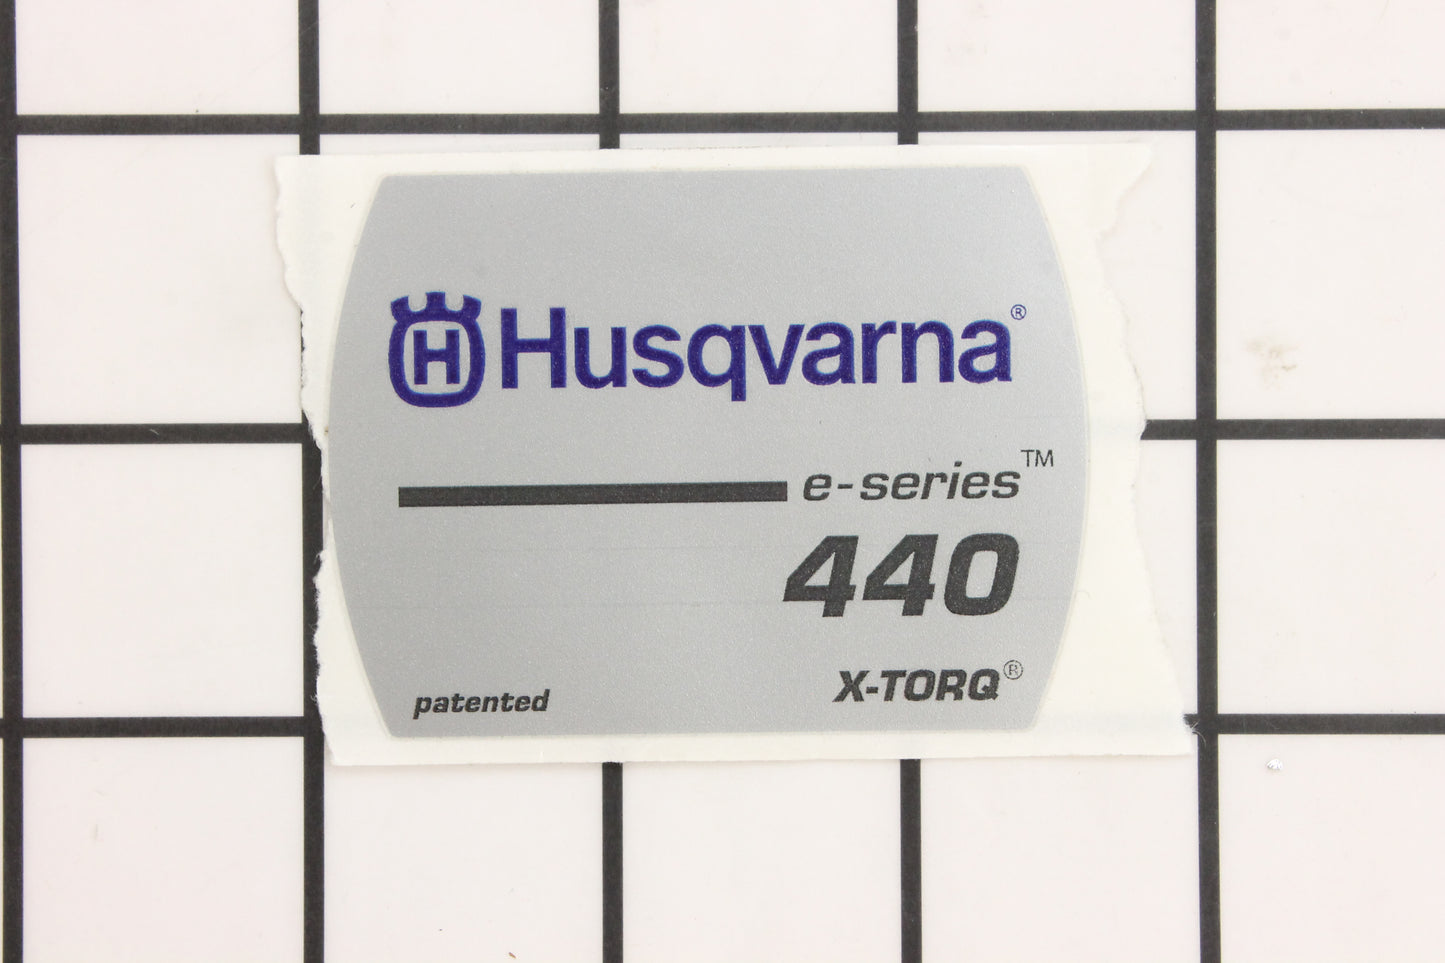 H Husqvarna®
e-series™
440
X-TORQ®
patented